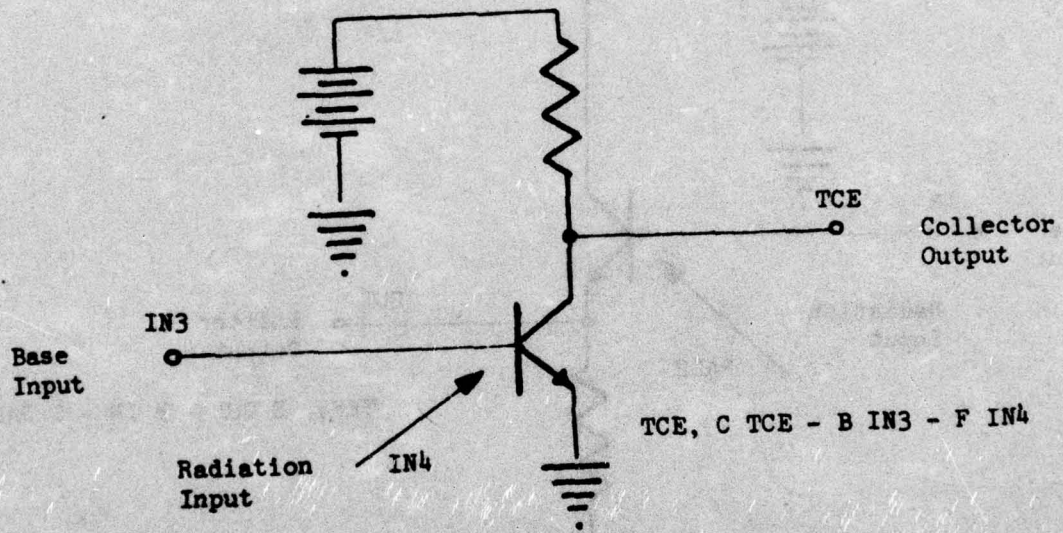 TCE
Collector
Output
IN3
Base
Input
TCE, C TCE - B IN3 - F IN4
Radiation
Input
IN4